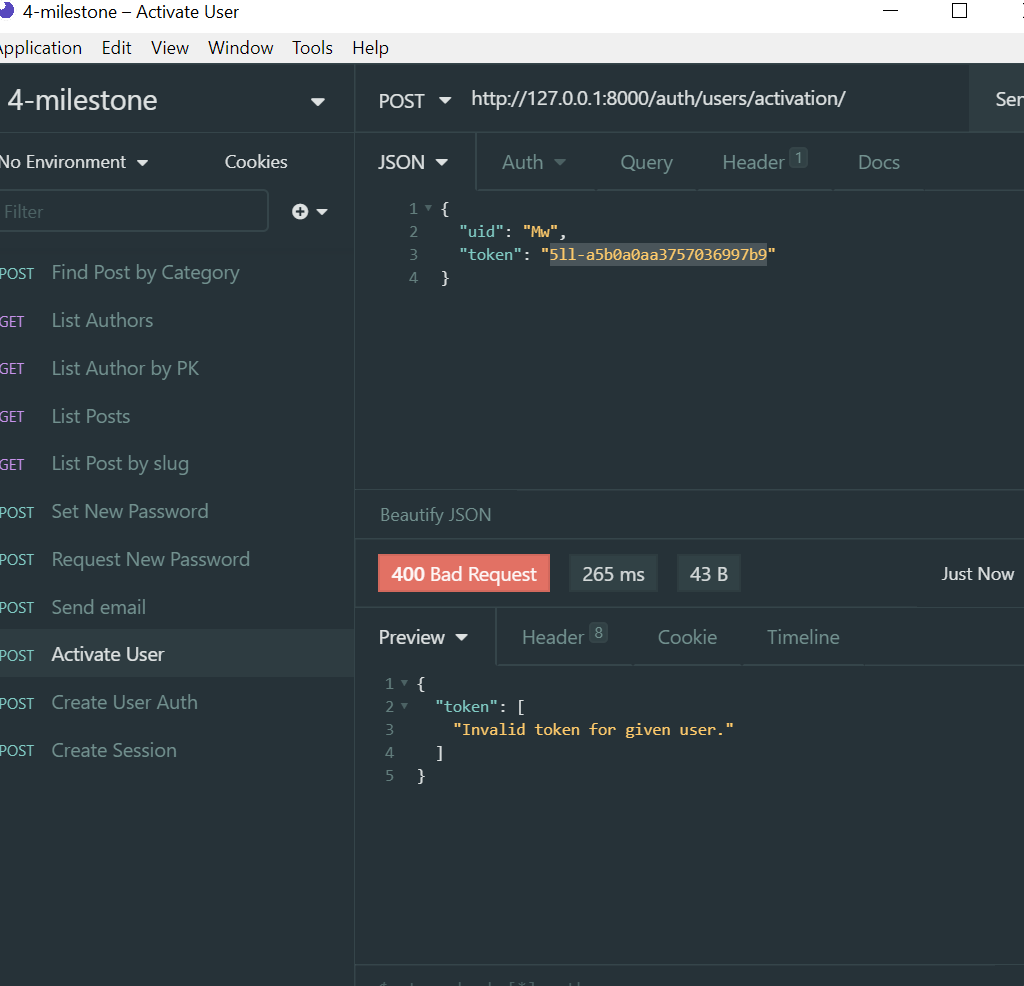 4-milestone – Activate User
Application Edit View Window Tools Help
4-milestone
POST http://127.0.0.1:8000/auth/users/activation/
No Environment Cookies
JSON Auth Query Header 1 Docs
Filter
1 {
2 "uid": "Mw",
3 "token": "5ll-a5b0a0aa3757036997b9"
4 }
POST Find Post by Category
GET List Authors
GET List Author by PK
GET List Posts
GET List Post by slug
POST Set New Password
POST Request New Password
POST Send email
POST Activate User
POST Create User Auth
POST Create Session
Beautify JSON
400 Bad Request 265 ms 43 B Just Now
Preview Header 8 Cookie Timeline
1 {
2 "token": [
3 "Invalid token for given user."
4 ]
5 }